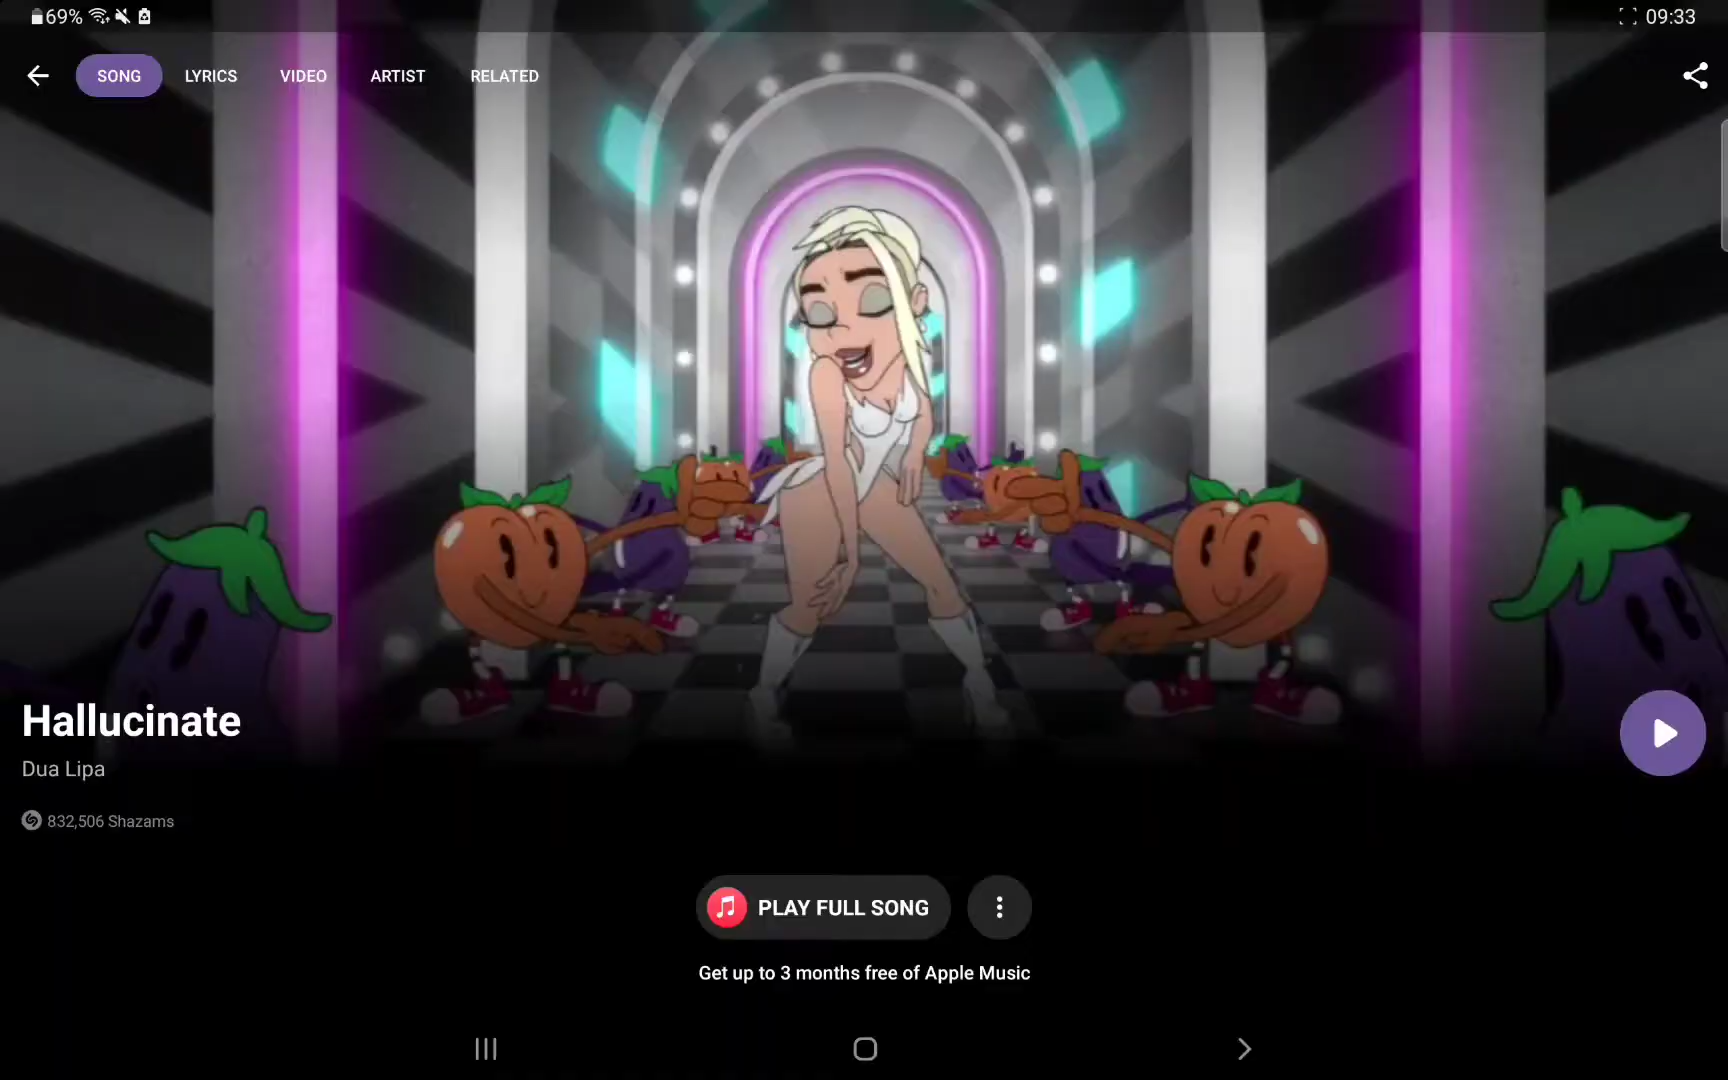 69%
09:33
SONG LYRICS VIDEO ARTIST RELATED
Hallucinate
Dua Lipa
832,506 Shazams
PLAY FULL SONG
Get up to 3 months free of Apple Music